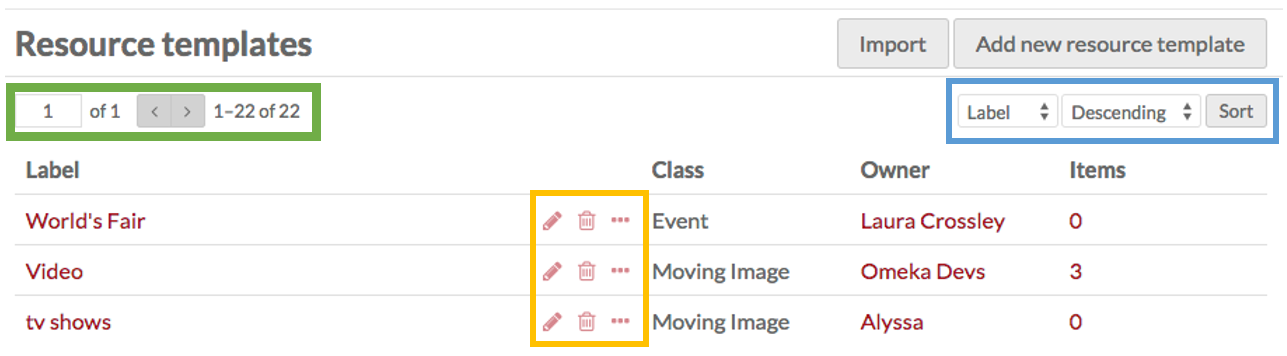 Resource templates Import Add new resource template
1 of 1 < > 1–22 of 22 Label Descending Sort
Label Class Owner Items
World's Fair Event Laura Crossley 0
Video Moving Image Omeka Devs 3
tv shows Moving Image Alyssa 0